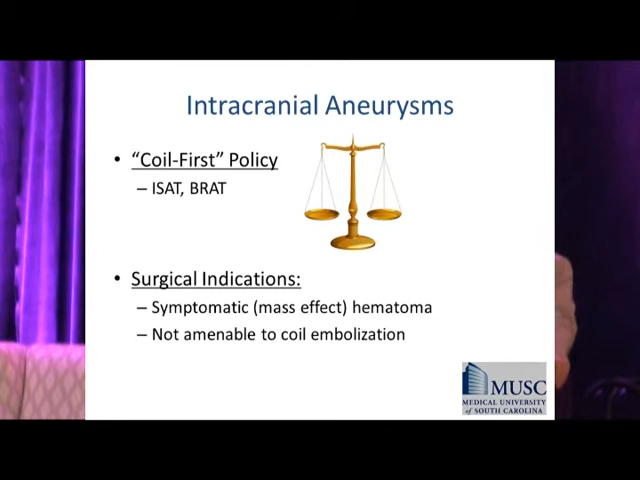 Intracranial Aneurysms
• “Coil-First” Policy
– ISAT, BRAT
• Surgical Indications:
– Symptomatic (mass effect) hematoma
– Not amenable to coil embolization
MUSC
MEDICAL UNIVERSITY
of SOUTH CAROLINA